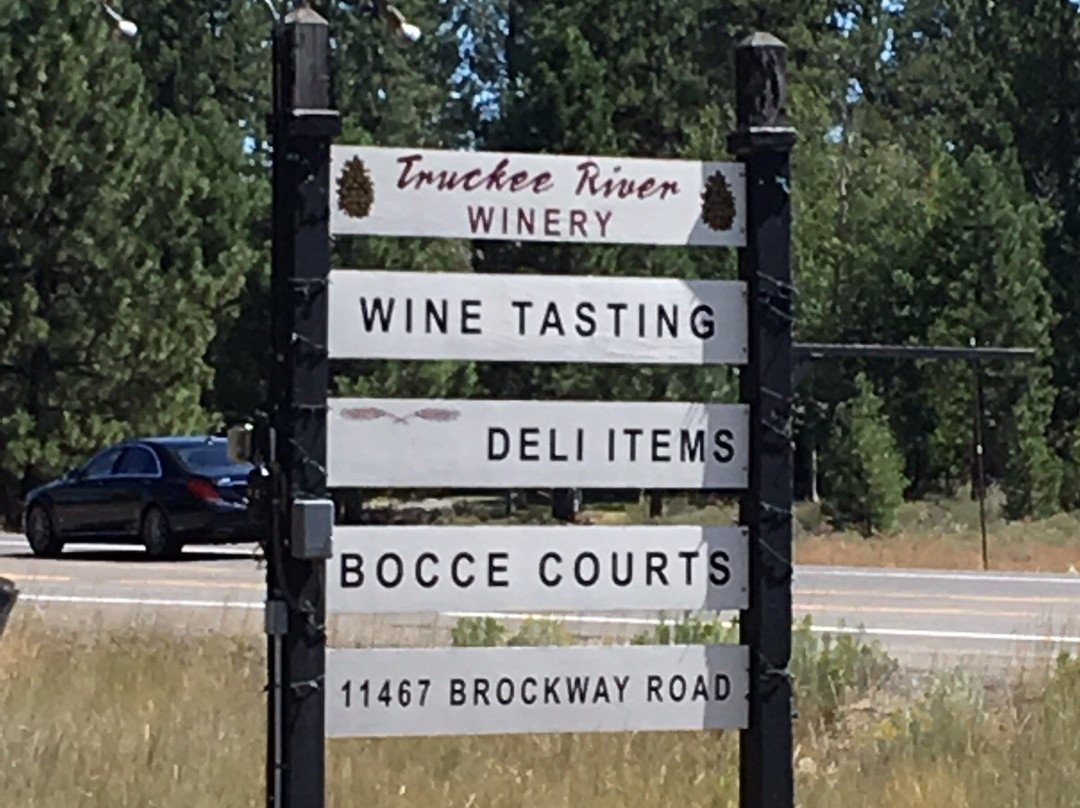 Truckee River
WINERY
WINE TASTING
DELI ITEMS
BOCCE COURTS
11467 BROCKWAY ROAD